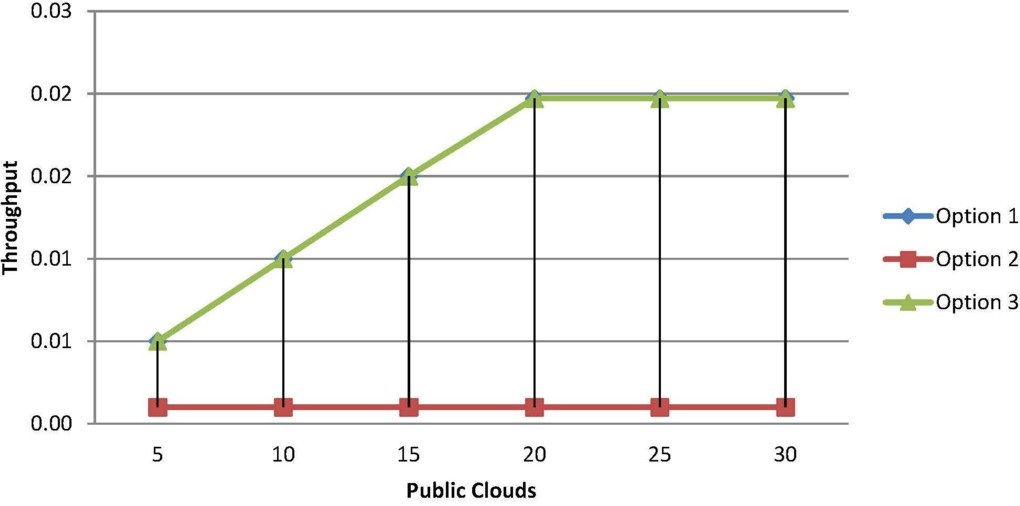 0.03
0.02
0.02
0.01
0.01
0.00
Throughput
5 10 15 20 25 30
Public Clouds
Option 1
Option 2
Option 3